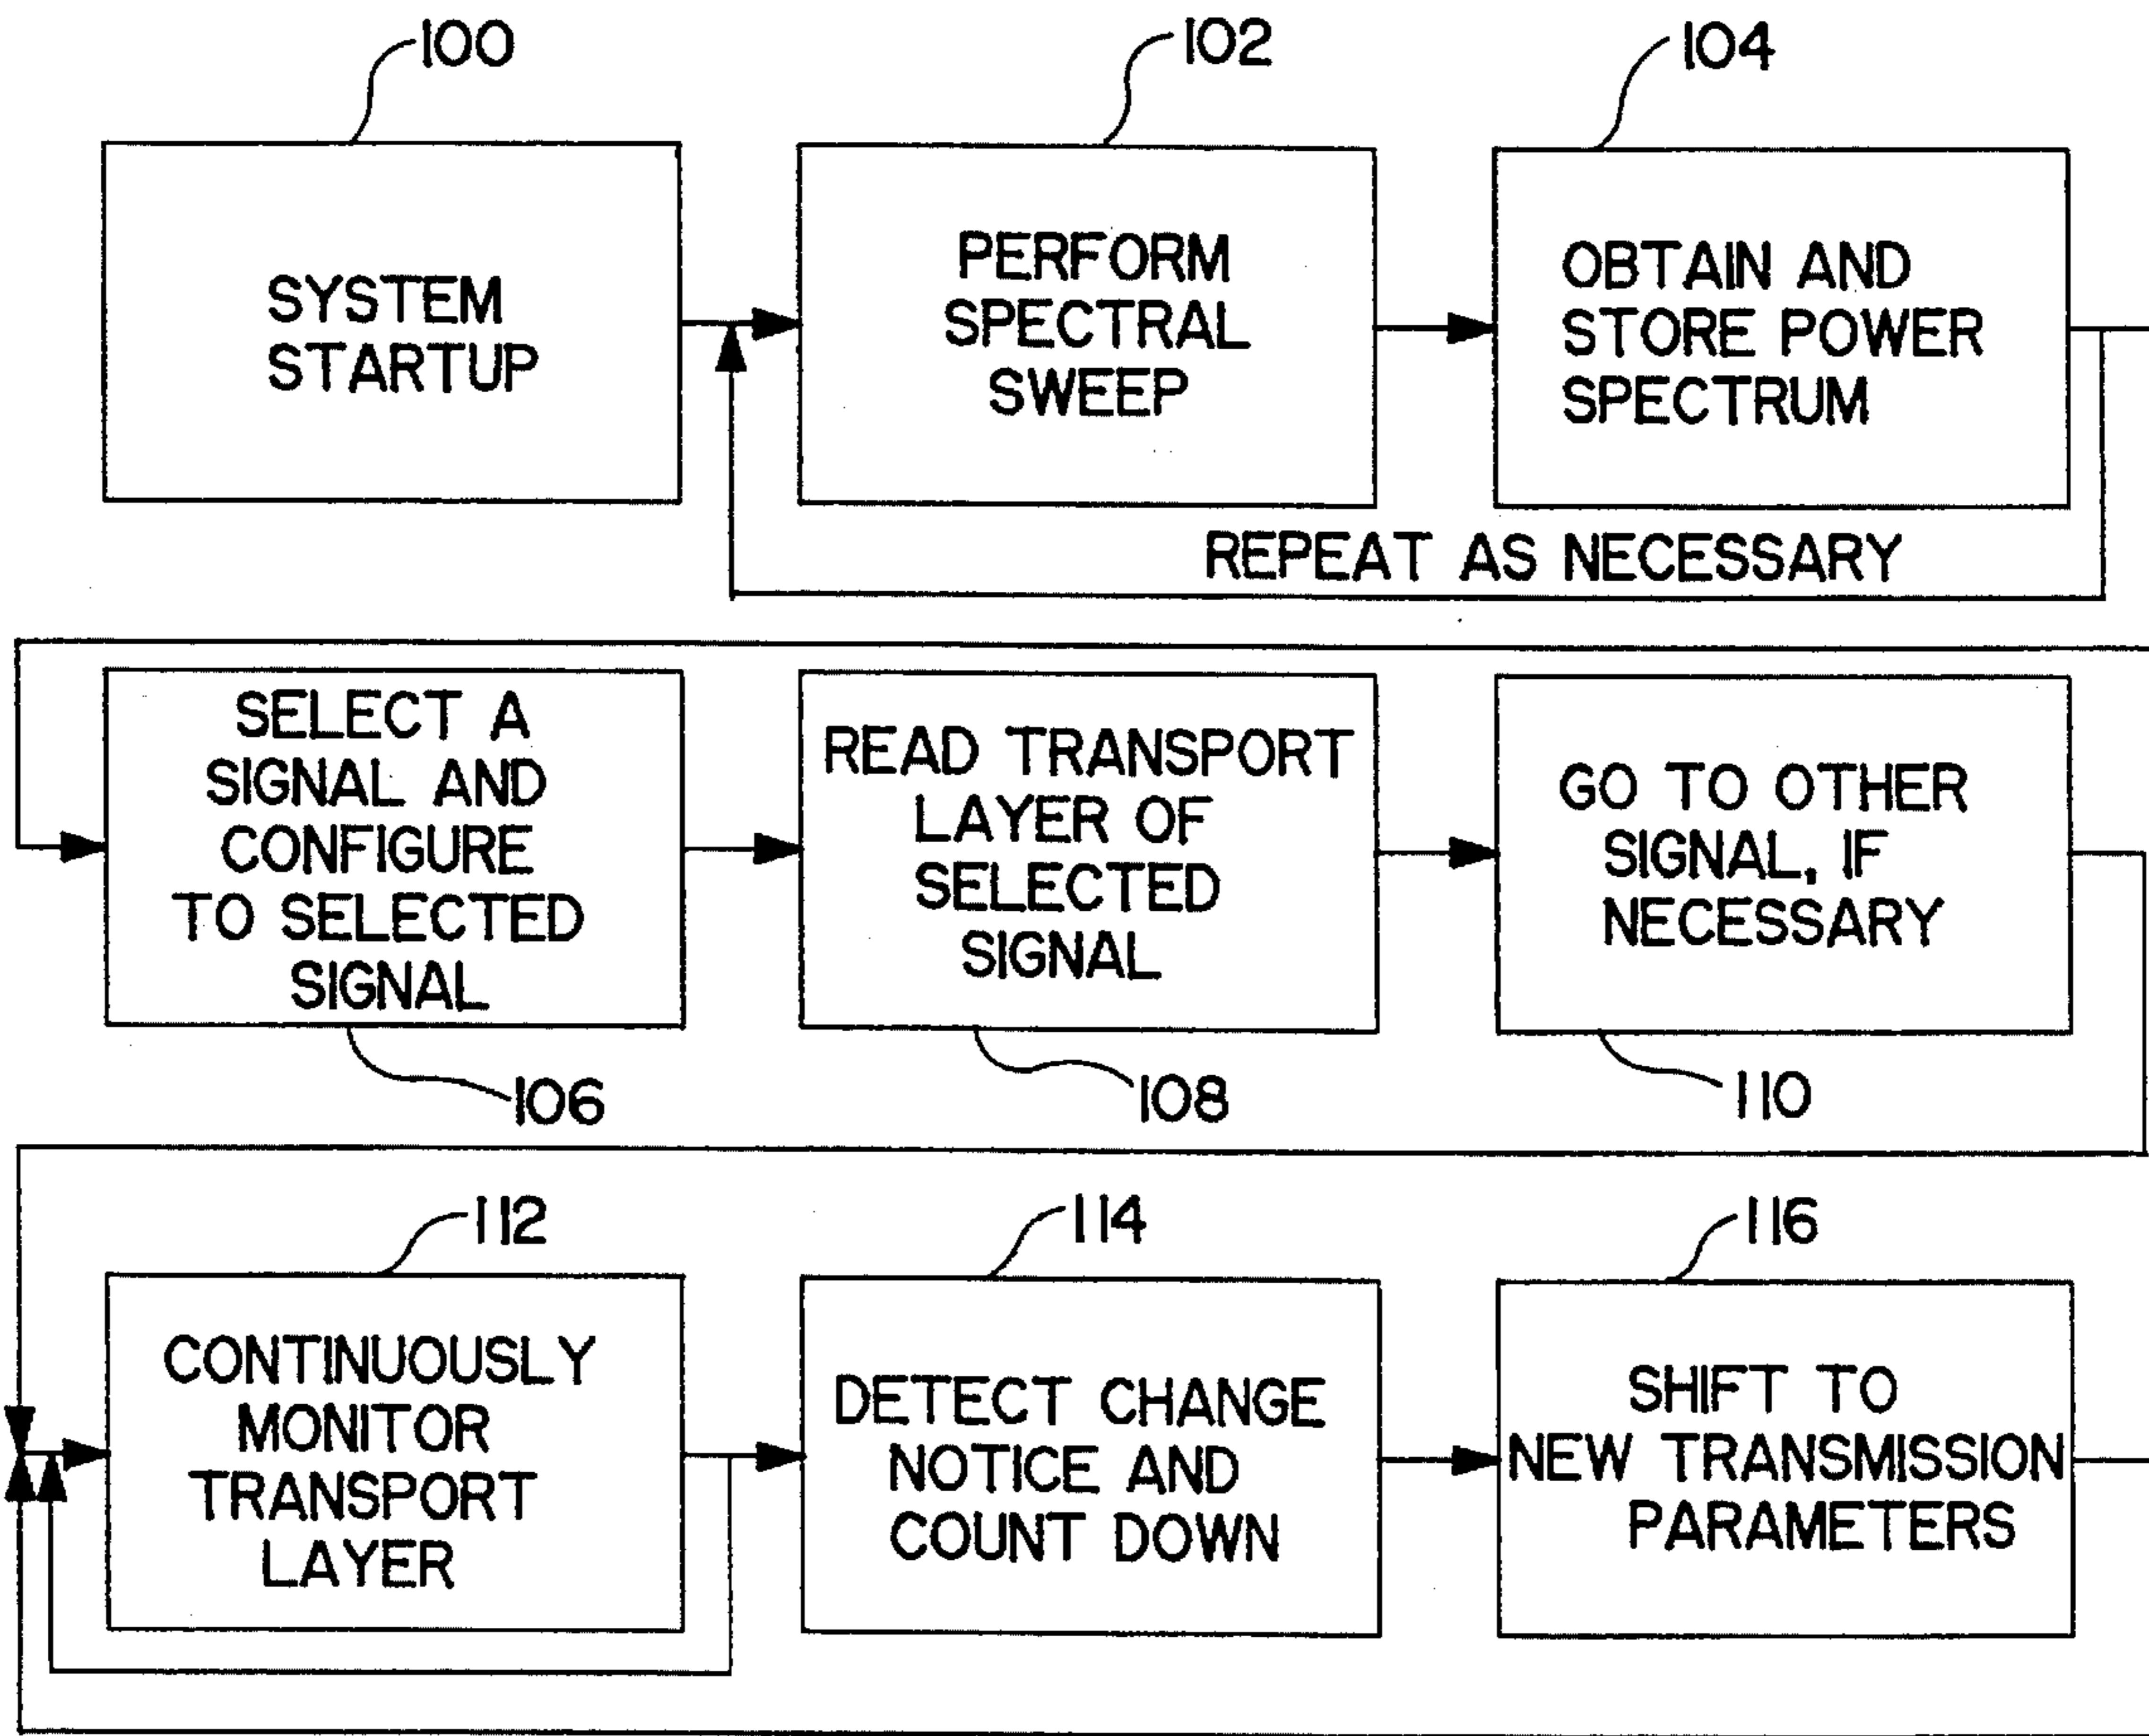 100
102
104
SYSTEM
STARTUP
PERFORM
SPECTRAL
SWEEP
OBTAIN AND
STORE POWER
SPECTRUM
REPEAT AS NECESSARY
SELECT A
SIGNAL AND
CONFIGURE
TO SELECTED
SIGNAL
READ TRANSPORT
LAYER OF
SELECTED
SIGNAL
GO TO OTHER
SIGNAL, IF
NECESSARY
106
108
110
112
114
116
CONTINUOUSLY
MONITOR
TRANSPORT
LAYER
DETECT CHANGE
NOTICE AND
COUNT DOWN
SHIFT TO
NEW TRANSMISSION
PARAMETERS